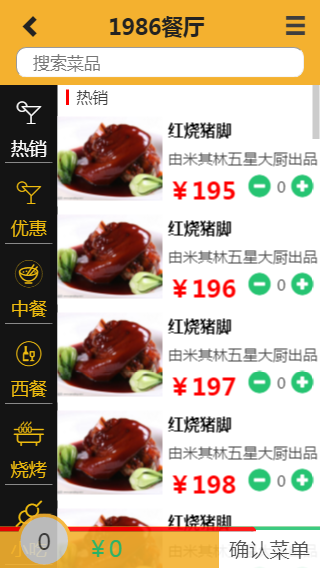 1986餐厅
搜索菜品
热销
热销
优惠
中餐
西餐
烧烤
小吃
红烧猪脚
由米其林五星大厨出品
￥195
0
红烧猪脚
由米其林五星大厨出品
￥196
0
红烧猪脚
由米其林五星大厨出品
￥197
0
红烧猪脚
由米其林五星大厨出品
￥198
0
红烧猪脚
0
￥0
确认菜单